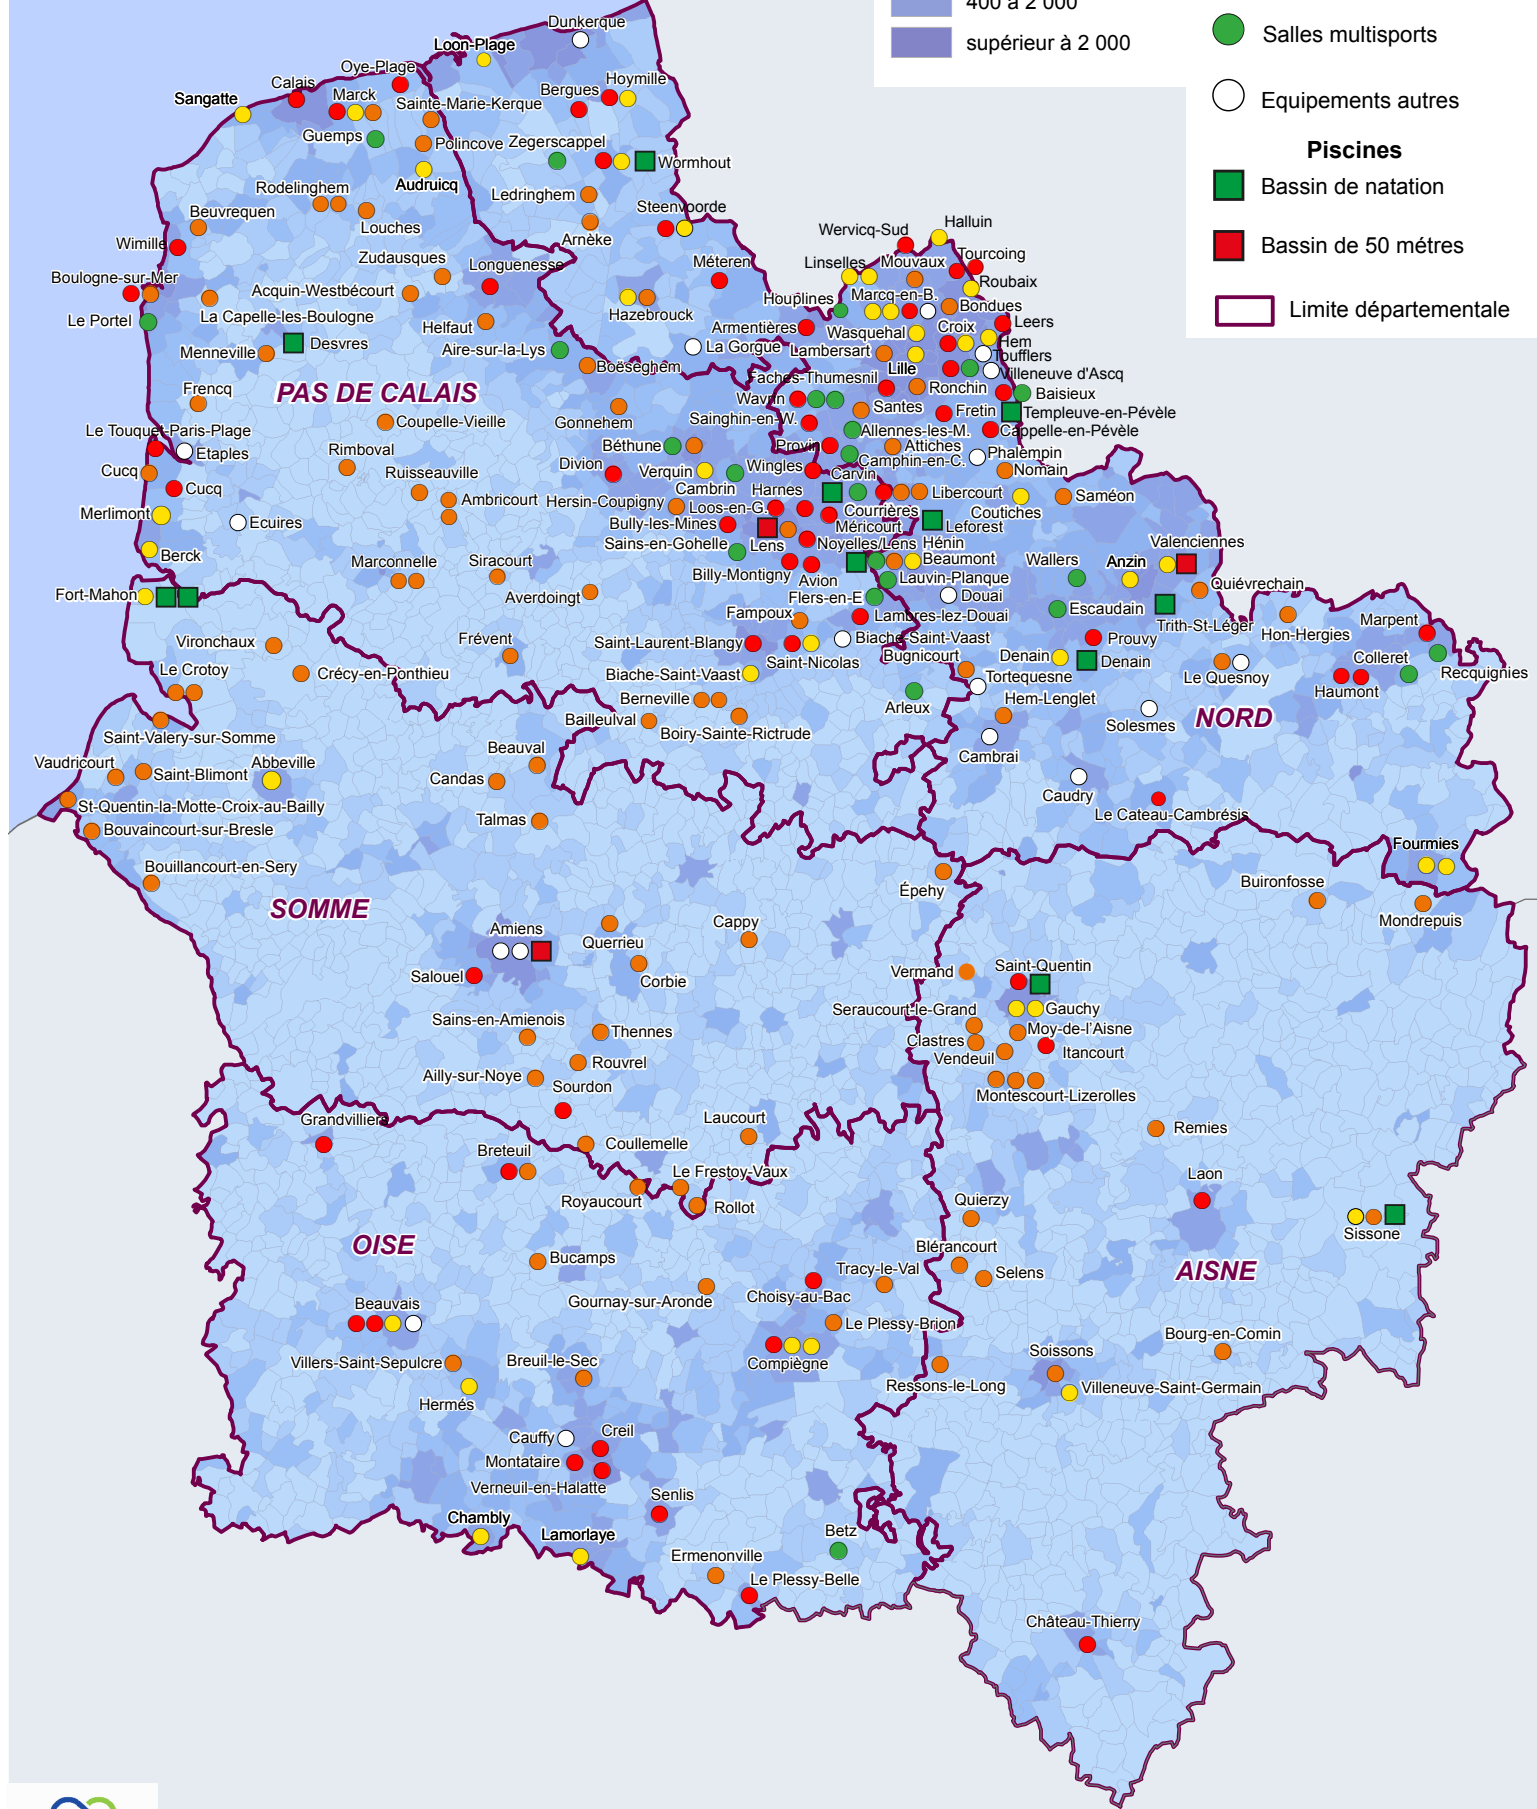 400 à 2 000
supérieur à 2 000
Salles multisports
Equipements autres
Piscines
Bassin de natation
Bassin de 50 métres
Limite départementale
Dunkerque
Loon-Plage
Oye-Plage
Calais
Marck
Sangatte
Sainte-Marie-Kerque
Bergues
Hoymille
Guemps
Polincove
Zegerscappel
Wormhout
Audruicq
Rodelinghem
Ledringhem
Beuvrequen
Louches
Steenvoorde
Arnèke
Wimille
Wervicq-Sud
Halluin
Zudausques
Longuenesse
Méteren
Linselles
Mouvaux
Tourcoing
Boulogne-sur-Mer
Acquin-Westbécourt
Roubaix
Houplines
Marcq-en-B.
Bondues
La Capelle-les-Boulogne
Hazebrouck
Le Portel
Helfaut
Armentières
Wasquehal
Croix
Leers
Desvres
Menneville
Aire-sur-la-Lys
La Gorgue
Lambersart
Hem
Toufflers
Boëseghem
Lille
Villeneuve d'Ascq
Faches-Thumesnil
Ronchin
PAS DE CALAIS
Frencq
Wavrin
Baisieux
Coupelle-Vieille
Gonnehem
Sainghin-en-W.
Santes
Fretin
Templeuve-en-Pévèle
Le Touquet-Paris-Plage
Allennes-les-M.
Cappelle-en-Pévèle
Etaples
Rimboval
Béthune
Provin
Attiches
Phalempin
Camphin-en-C.
Cucq
Ruisseauville
Divion
Verquin
Wingles
Carvin
Nomain
Cucq
Cambrin
Harnes
Libercourt
Saméon
Ambricourt
Hersin-Coupigny
Loos-en-G.
Courrières
Coutiches
Merlimont
Ecuires
Bully-les-Mines
Méricourt
Leforest
Berck
Sains-en-Gohelle
Lens
Noyelles/Lens
Hénin
Beaumont
Valenciennes
Marconnelle
Siracourt
Billy-Montigny
Avion
Lauvin-Planque
Wallers
Anzin
Quiévrechain
Fort-Mahon
Averdoingt
Flers-en-E
Douai
Escaudain
Fampoux
Lambres-lez-Douai
Trith-St-Léger
Hon-Hergies
Marpent
Vironchaux
Frévent
Saint-Laurent-Blangy
Biache-Saint-Vaast
Prouvy
Saint-Nicolas
Bugnicourt
Denain
Denain
Colleret
Le Crotoy
Crécy-en-Ponthieu
Biache-Saint-Vaast
Tortequesne
Le Quesnoy
Haumont
Recquignies
Berneville
Arleux
Hem-Lenglet
Bailleulval
Boiry-Sainte-Rictrude
Solesmes
NORD
Saint-Valery-sur-Somme
Beauval
Cambrai
Vaudricourt
Saint-Blimont
Abbeville
Candas
Caudry
St-Quentin-la-Motte-Croix-au-Bailly
Le Cateau-Cambrésis
Bouvaincourt-sur-Bresle
Talmas
Fourmies
Bouillancourt-en-Sery
Épehy
Buironfosse
SOMME
Mondrepuis
Amiens
Querrieu
Cappy
Salouel
Corbie
Vermand
Saint-Quentin
Seraucourt-le-Grand
Gauchy
Sains-en-Amienois
Thennes
Moy-de-l'Aisne
Clastres
Itancourt
Rouvrel
Vendeuil
Ailly-sur-Noye
Sourdon
Montescourt-Lizerolles
Grandvilliers
Laucourt
Remies
Coullemelle
Breteuil
Le Frestoy-Vaux
Laon
Royaucourt
Rollot
Quierzy
Sissone
OISE
Bucamps
Blérancourt
AISNE
Tracy-le-Val
Selens
Gournay-sur-Aronde
Choisy-au-Bac
Beauvais
Le Plessy-Brion
Bourg-en-Comin
Villers-Saint-Sepulcre
Breuil-le-Sec
Compiègne
Soissons
Ressons-le-Long
Villeneuve-Saint-Germain
Hermés
Cauffy
Creil
Montataire
Verneuil-en-Halatte
Senlis
Chambly
Lamorlaye
Betz
Ermenonville
Le Plessy-Belle
Château-Thierry